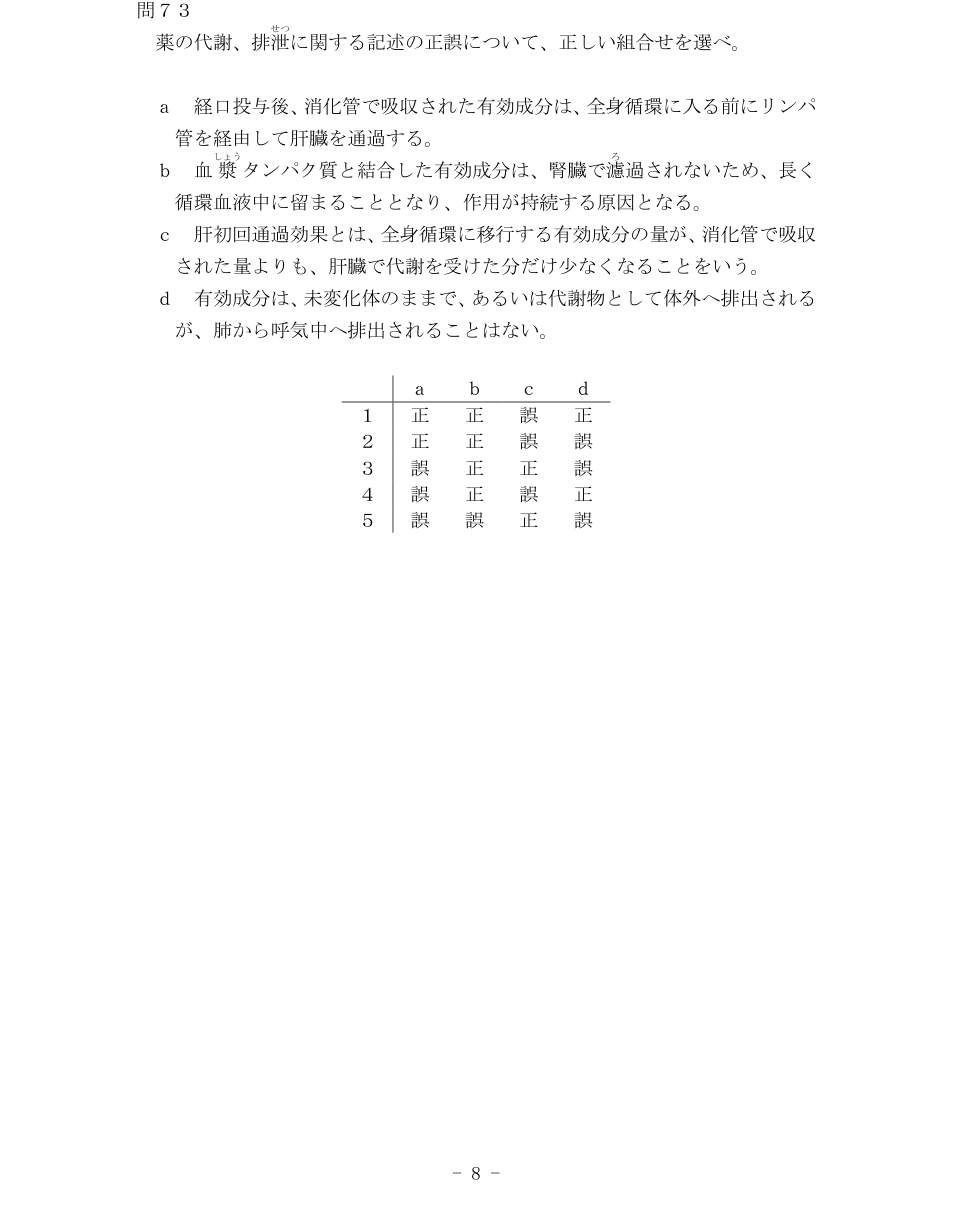 問７３
薬の代謝、排泄に関する記述の正誤について、正しい組合せを選べ。
せつ
ａ　経口投与後、消化管で吸収された有効成分は、全身循環に入る前にリンパ
管を経由して肝臓を通過する。
ｂ　血漿タンパク質と結合した有効成分は、腎臓で濾過されないため、長く
しょう
ろ
循環血液中に留まることとなり、作用が持続する原因となる。
ｃ　肝初回通過効果とは、全身循環に移行する有効成分の量が、消化管で吸収
された量よりも、肝臓で代謝を受けた分だけ少なくなることをいう。
ｄ　有効成分は、未変化体のままで、あるいは代謝物として体外へ排出される
が、肺から呼気中へ排出されることはない。
ａ ｂ ｃ ｄ
１ 正 正 誤 正
２ 正 正 誤 誤
３ 誤 正 正 誤
４ 誤 正 誤 正
５ 誤 誤 正 誤
- 8 -